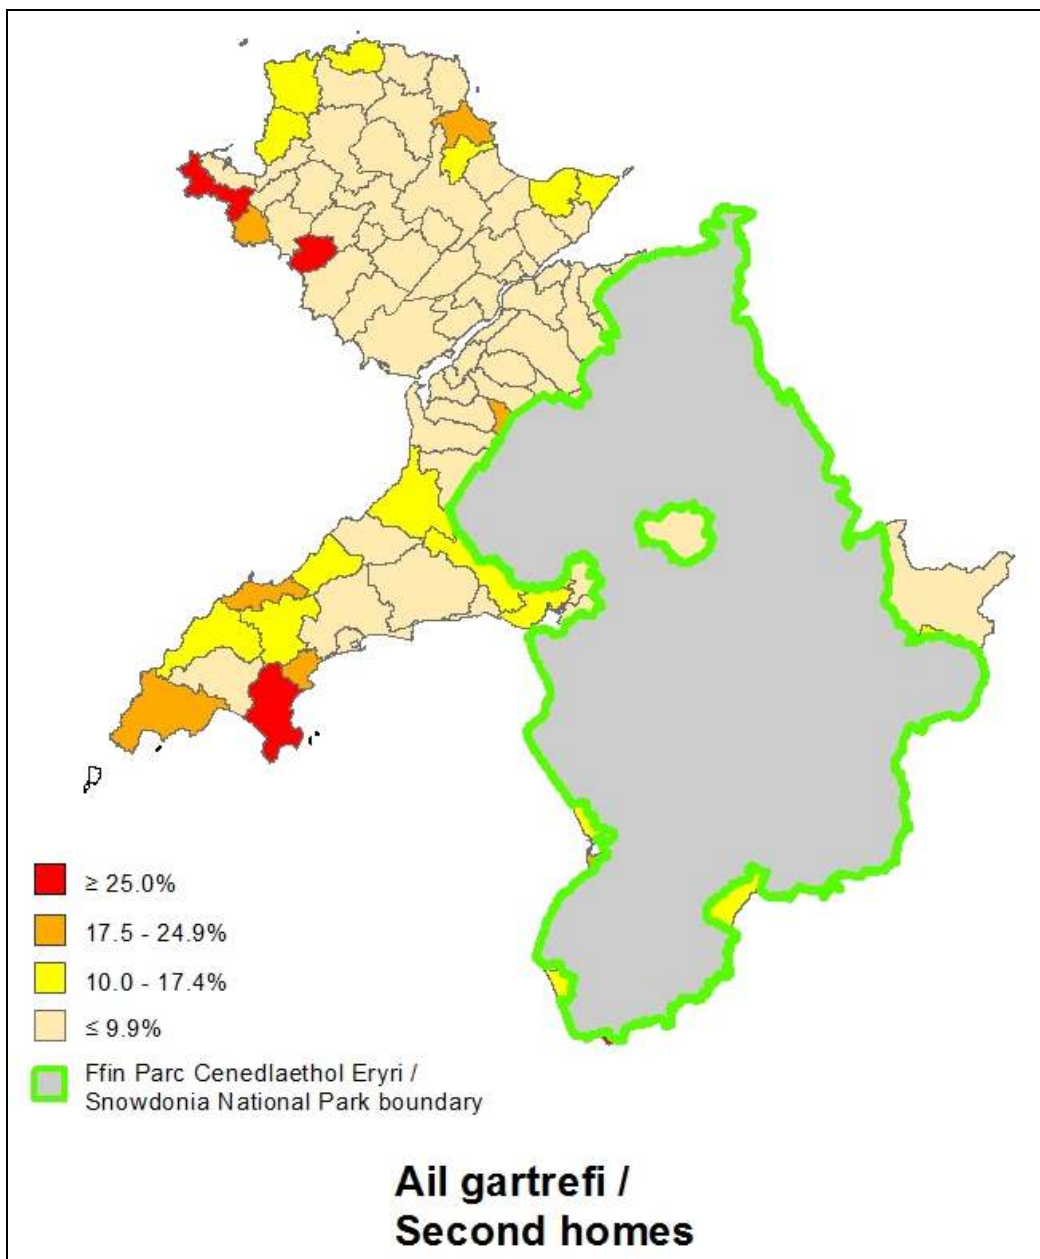 ≥ 25.0%
17.5 - 24.9%
10.0 - 17.4%
≤ 9.9%
Ffin Parc Cenedlaethol Eryri /
Snowdonia National Park boundary
Ail gartrefi /
Second homes